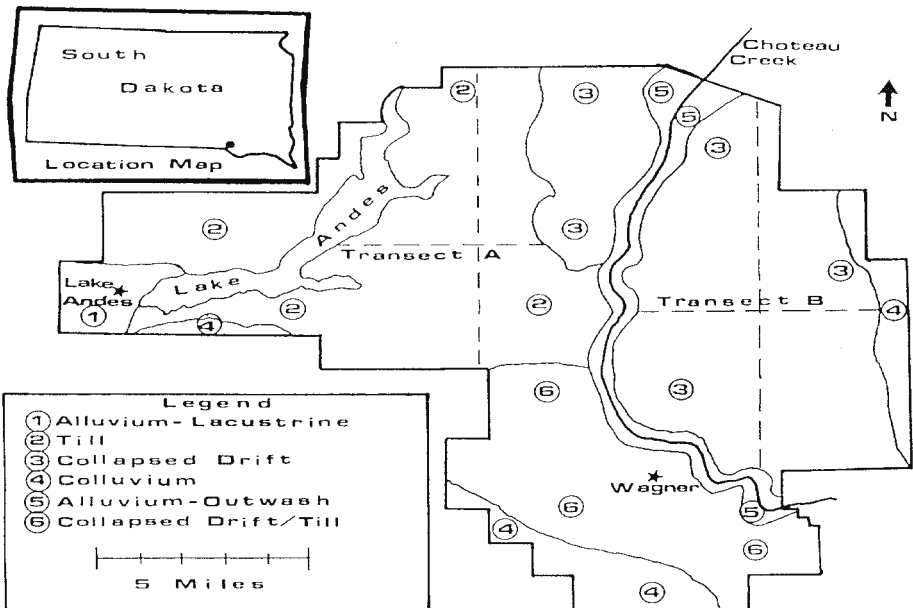 South
Dakota
Location Map
Choteau
Creek
N
2
3
5
5
3
2
Andes
3
Transect A
Lake
Lake
Andes
1
2
4
2
3
Transect B
4
6
3
Wagner
6
5
4
6
4
Legend
1 Alluvium-Lacustrine
2 Till
3 Collapsed Drift
4 Colluvium
5 Alluvium-Outwash
6 Collapsed Drift/Till
5 Miles